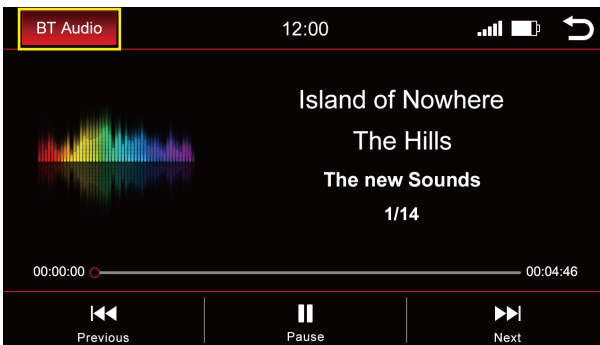 BT Audio
12:00
Island of Nowhere
The Hills
The new Sounds
1/14
00:00:00
00:04:46
Previous
Pause
Next